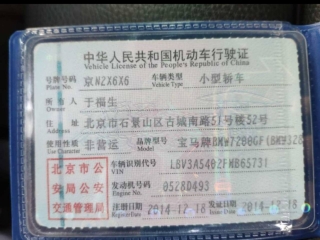 中华人民共和国机动车行驶证
Vehicle License of the People's Republic of China
号牌号码 京N2X6X6 车辆类型 小型轿车
Plate No. Vehicle Type
所有人 于福生
Owner
住址 北京市石景山区古城南路51号楼52号
Address
使用性质 非营运 品牌型号 宝马牌BMW7200GF(BMW328
Use Character Model
北京市公 车辆识别代号 LBV3A5402FMB65731
VIN
安局公安 发动机号码 0528D493
Engine No.
交通管理局 注册日期 2014-12-18 发证日期 2014-12-18
Register Date Issue Date